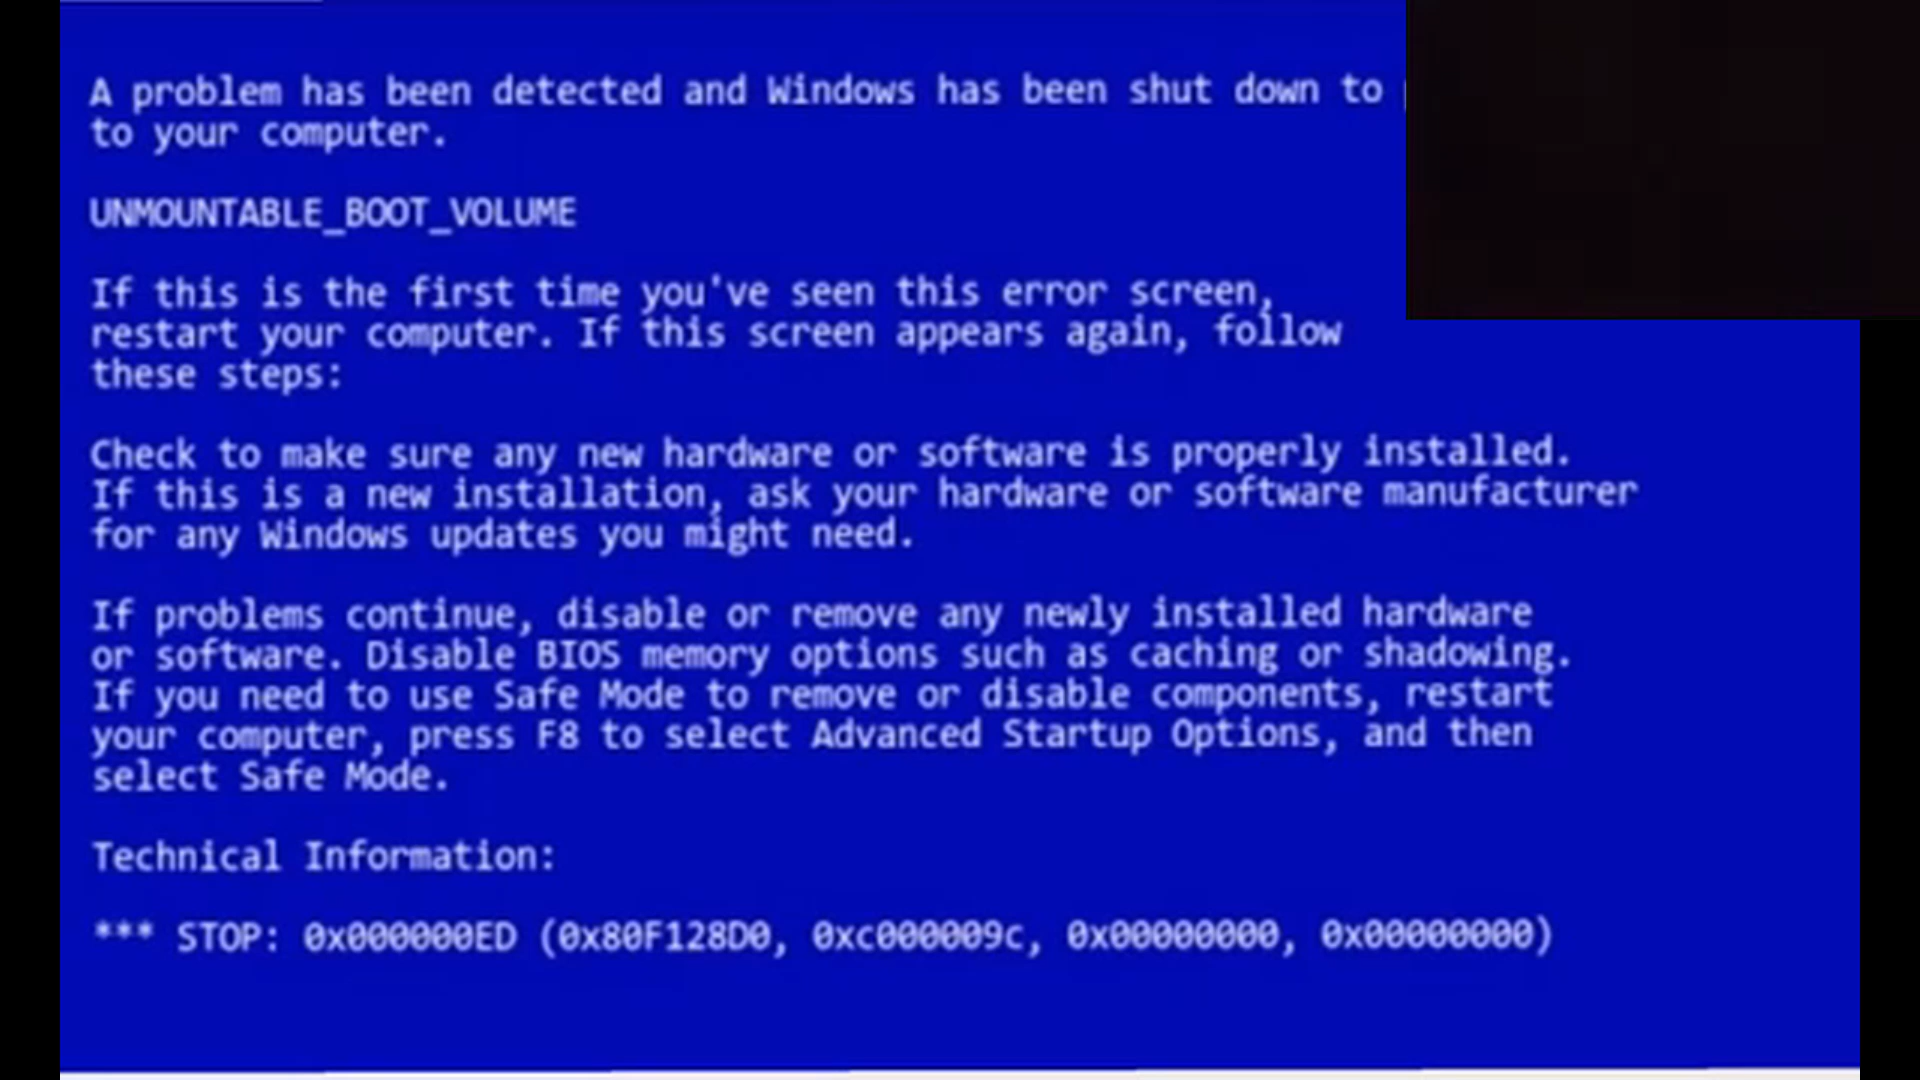 A problem has been detected and Windows has been shut down to
to your computer.
UNMOUNTABLE_BOOT_VOLUME
If this is the first time you've seen this error screen,
restart your computer. If this screen appears again, follow
these steps:
Check to make sure any new hardware or software is properly installed.
If this is a new installation, ask your hardware or software manufacturer
for any Windows updates you might need.
If problems continue, disable or remove any newly installed hardware
or software. Disable BIOS memory options such as caching or shadowing.
If you need to use Safe Mode to remove or disable components, restart
your computer, press F8 to select Advanced Startup Options, and then
select Safe Mode.
Technical Information:
*** STOP: 0x000000ED (0x80F128D0, 0xc000009c, 0x00000000, 0x00000000)